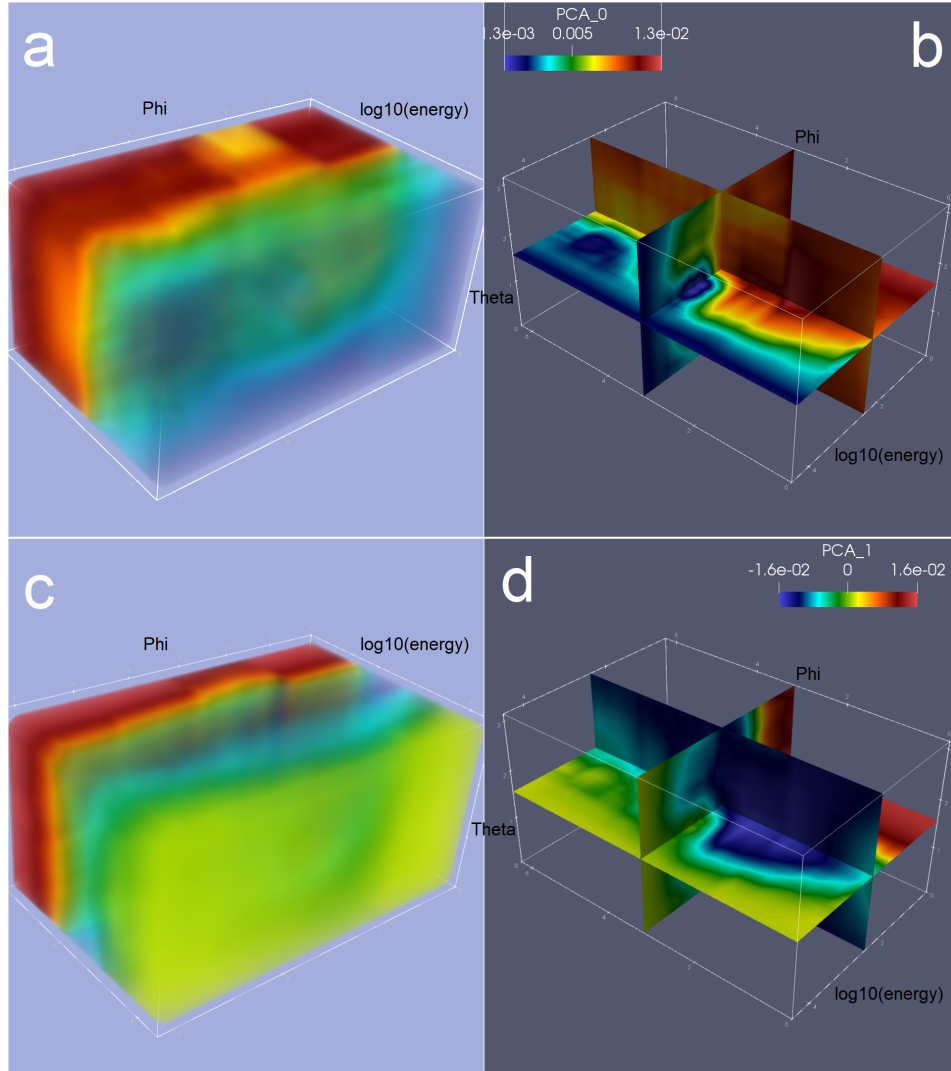 a
Phi
log10(energy)
PCA_0
1.3e-03 0.005 1.3e-02
b
Phi
Theta
log10(energy)
c
Phi
log10(energy)
PCA_1
-1.6e-02 0 1.6e-02
d
Phi
Theta
log10(energy)